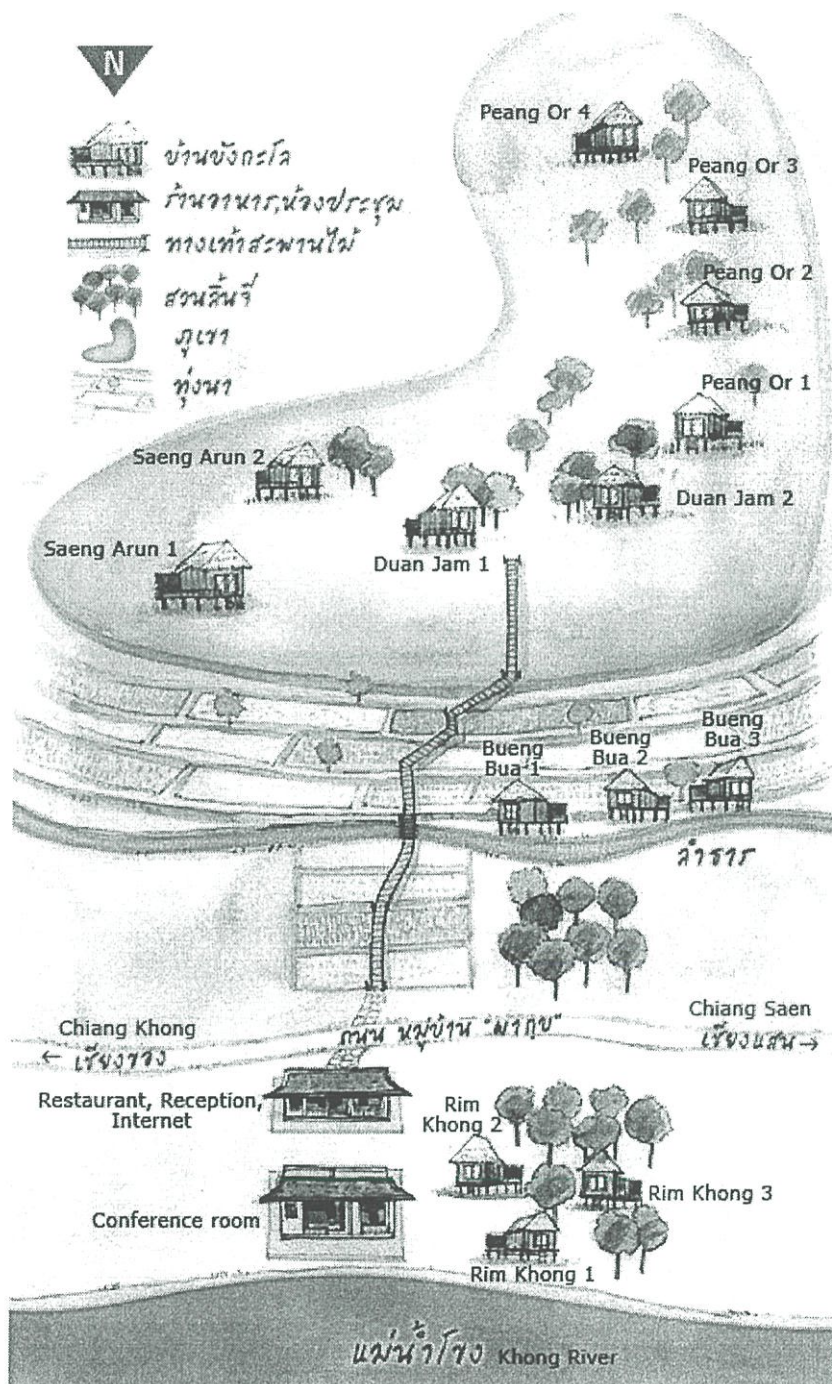 N
บ้านบังกะโล
ร้านอาหาร,ห้องประชุม
ทางเท้าสะพานไม้
สวนลิ้นจี่
ภูเขา
ทุ่งนา
Peang Or 4
Peang Or 3
Peang Or 2
Peang Or 1
Saeng Arun 2
Duan Jam 2
Saeng Arun 1
Duan Jam 1
Bueng
Bua 1
Bueng
Bua 2
Bueng
Bua 3
ลำธาร
Chiang Khong
← เชียงของ
ถนน หมู่บ้าน "ผากุบ"
Chiang Saen
เชียงแสน→
Restaurant, Reception,
Internet
Rim
Khong 2
Rim Khong 3
Conference room
Rim Khong 1
แม่น้ำโขง Khong River